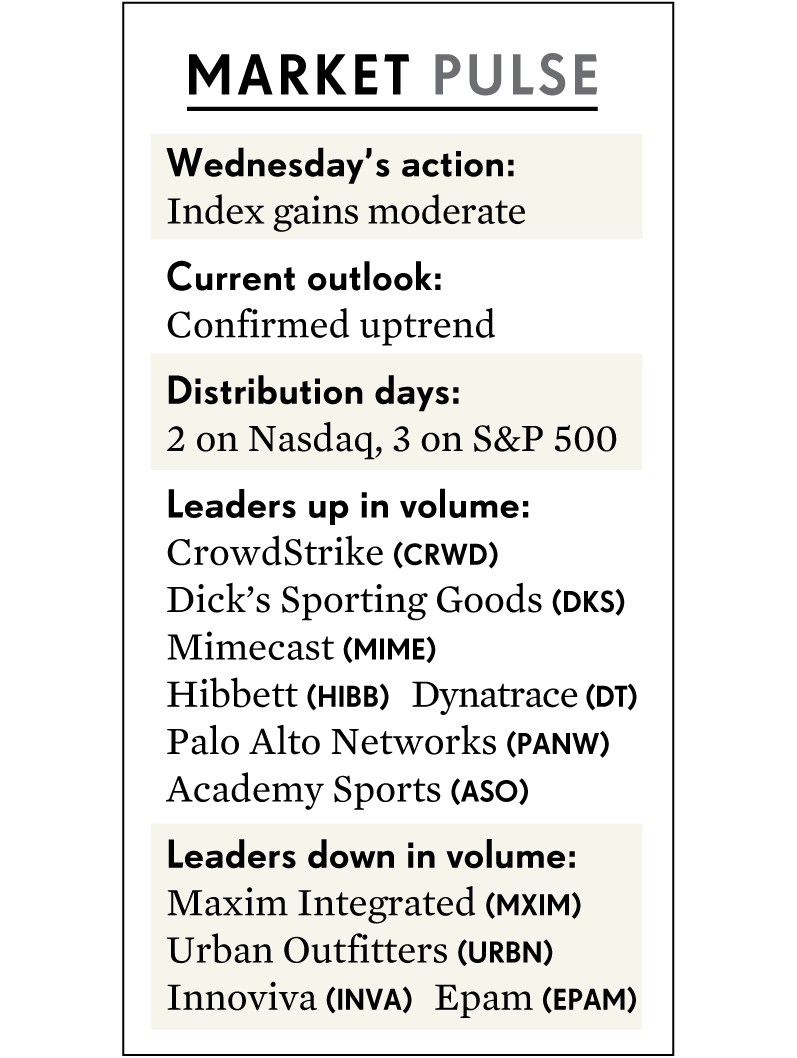 MARKET PULSE
Wednesday’s action:
Index gains moderate
Current outlook:
Confirmed uptrend
Distribution days:
2 on Nasdaq, 3 on S&P 500
Leaders up in volume:
CrowdStrike (CRWD)
Dick’s Sporting Goods (DKS)
Mimecast (MIME)
Hibbett (HIBB) Dynatrace (DT)
Palo Alto Networks (PANW)
Academy Sports (ASO)
Leaders down in volume:
Maxim Integrated (MXIM)
Urban Outfitters (URBN)
Innoviva (INVA) Epam (EPAM)